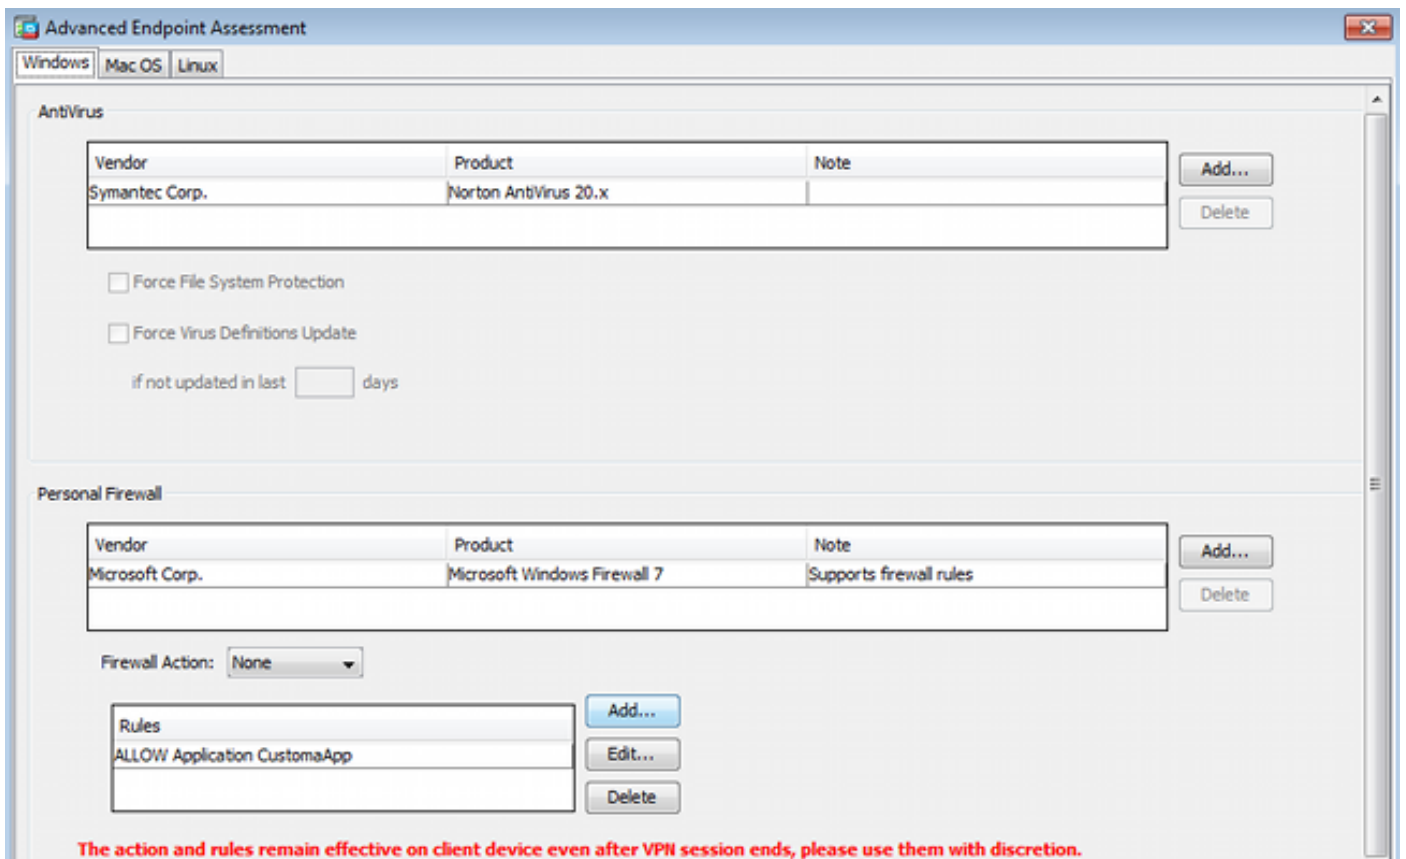 Advanced Endpoint Assessment
Windows Mac OS Linux
AntiVirus
Vendor Product Note
Symantec Corp. Norton AntiVirus 20.x
Add...
Delete
Force File System Protection
Force Virus Definitions Update
if not updated in last days
Personal Firewall
Vendor Product Note
Microsoft Corp. Microsoft Windows Firewall 7 Supports firewall rules
Add...
Delete
Firewall Action: None
Rules
ALLOW Application CustomaApp
Add...
Edit...
Delete
The action and rules remain effective on client device even after VPN session ends, please use them with discretion.